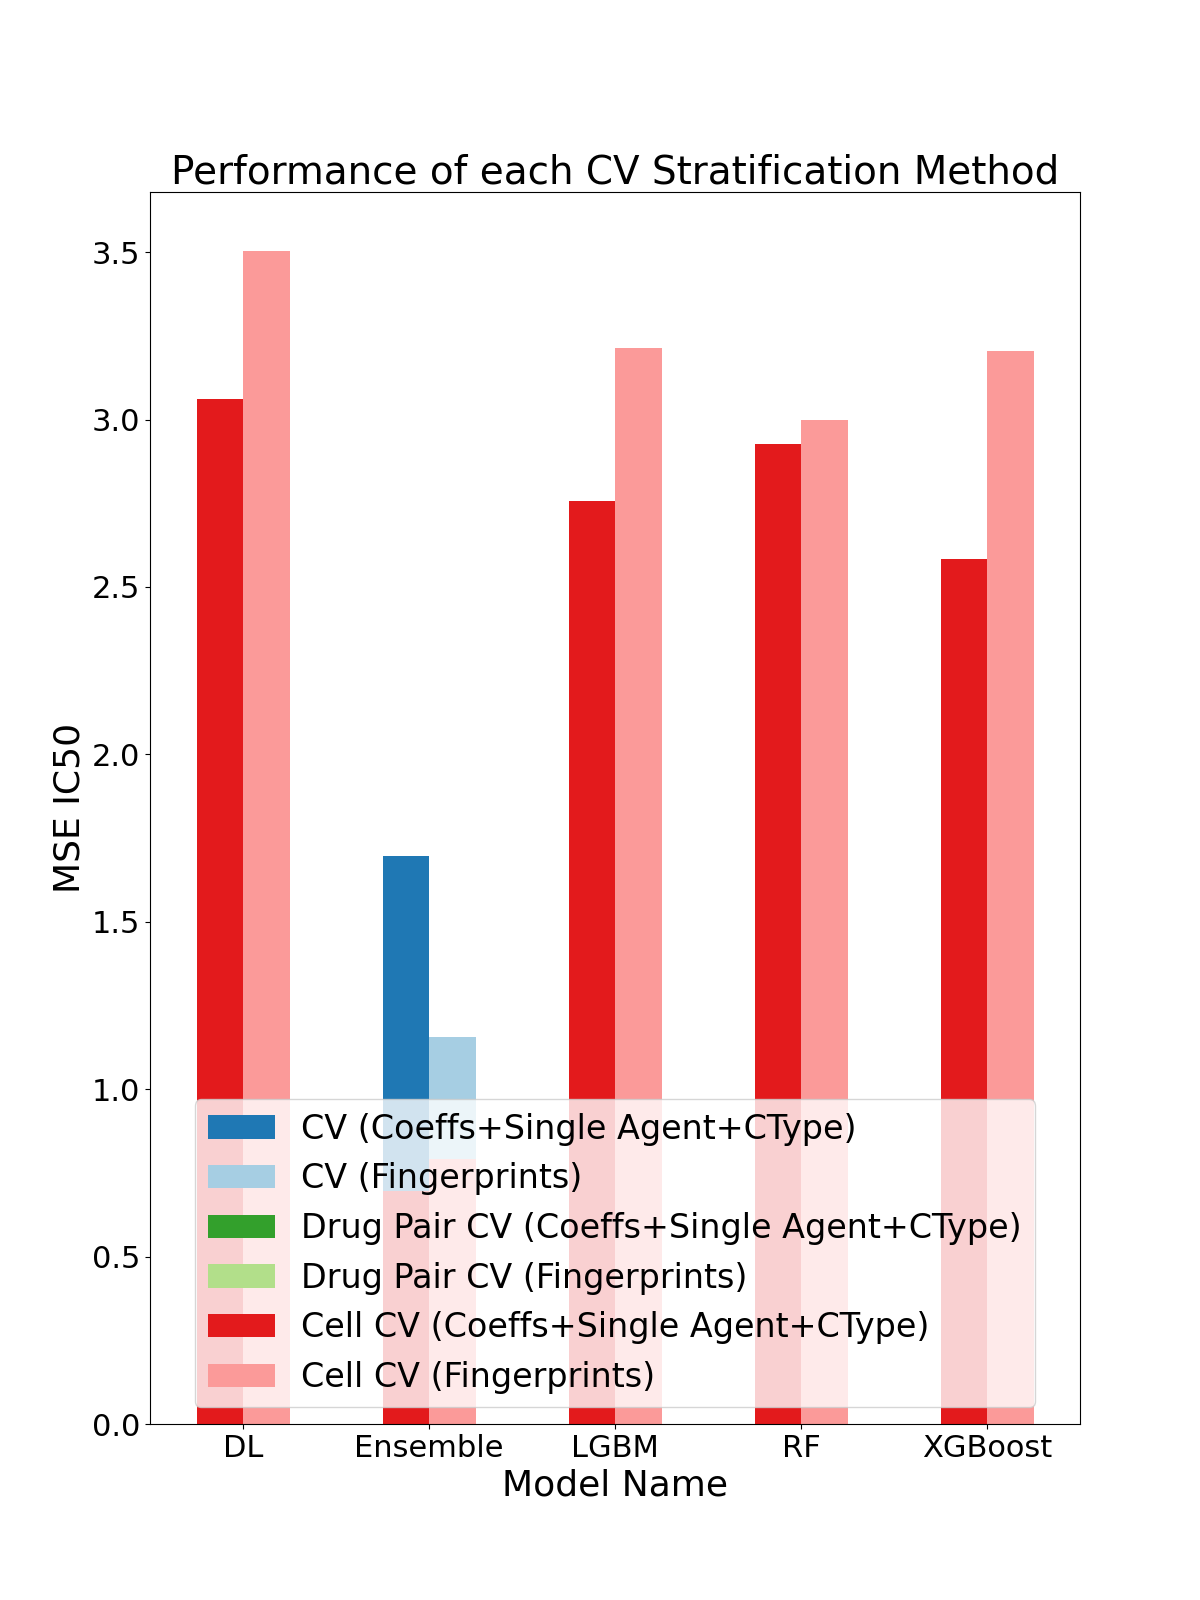 Performance of each CV Stratification Method
3.5
3.0
2.5
2.0
1.5
1.0
0.5
0.0
MSE IC50
CV (Coeffs+Single Agent+CType)
CV (Fingerprints)
Drug Pair CV (Coeffs+Single Agent+CType)
Drug Pair CV (Fingerprints)
Cell CV (Coeffs+Single Agent+CType)
Cell CV (Fingerprints)
DL Ensemble LGBM RF XGBoost
Model Name